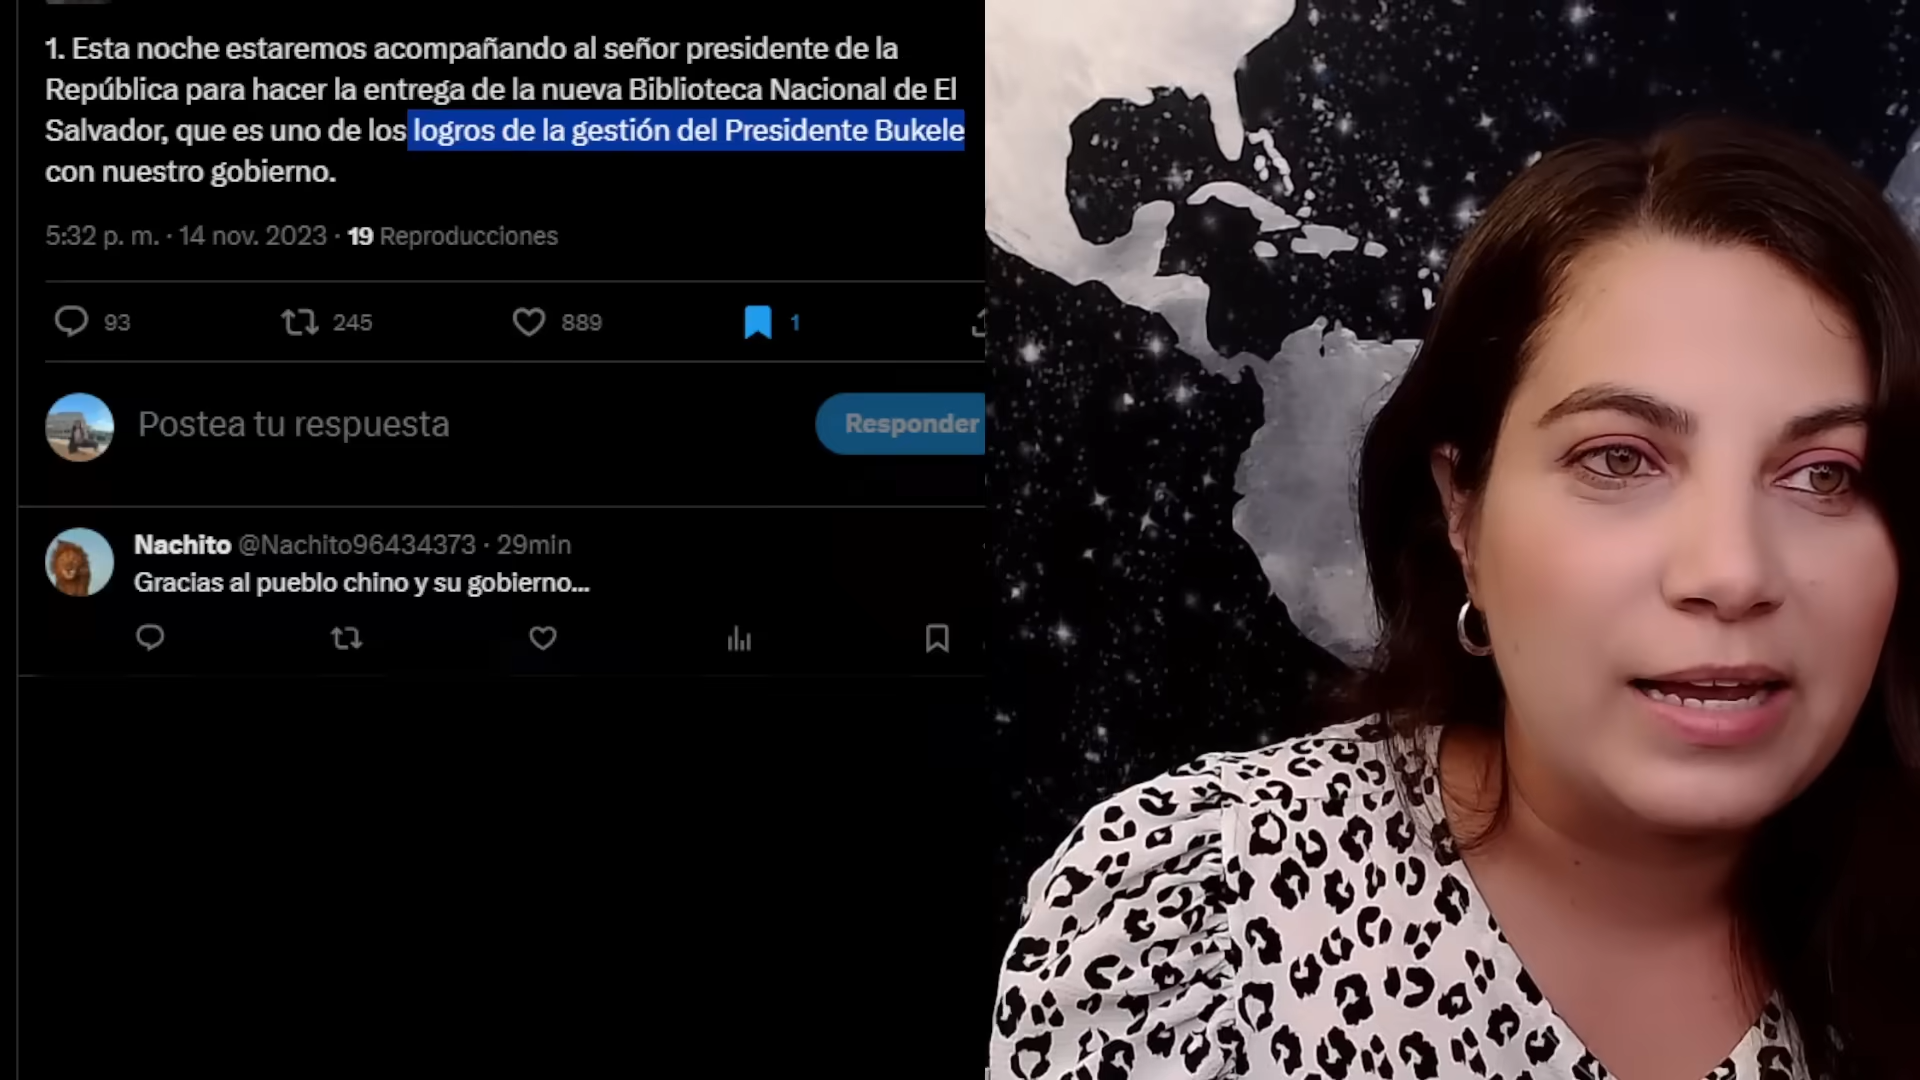 1. Esta noche estaremos acompañando al señor presidente de la
República para hacer la entrega de la nueva Biblioteca Nacional de El
Salvador, que es uno de los logros de la gestión del Presidente Bukele
con nuestro gobierno.
5:32 p. m. · 14 nov. 2023 · 19 Reproducciones
93 245 889 1
Postea tu respuesta
Responder
Nachito @Nachito96434373 · 29min
Gracias al pueblo chino y su gobierno...